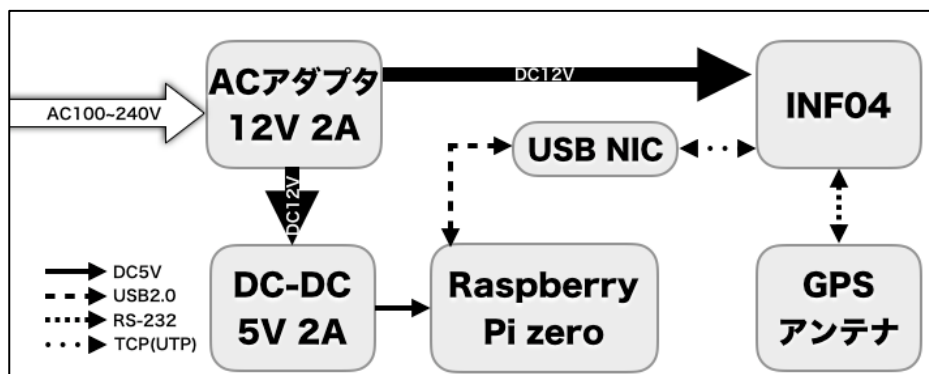 ACアダプタ
12V 2A
DC12V
INF04
AC100~240V
USB NIC
DC12V
DC-DC
5V 2A
Raspberry
Pi zero
GPS
アンテナ
DC5V
USB2.0
RS-232
TCP(UTP)